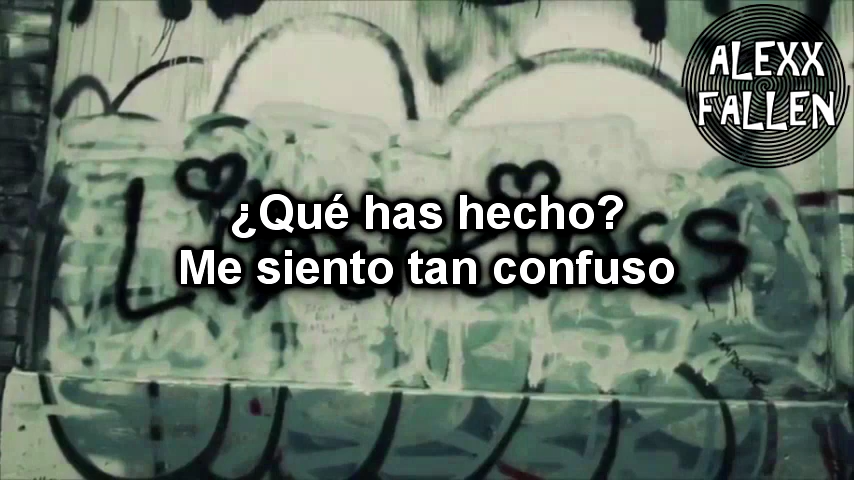 ALEXX
FALLEN
¿Qué has hecho?
Me siento tan confuso